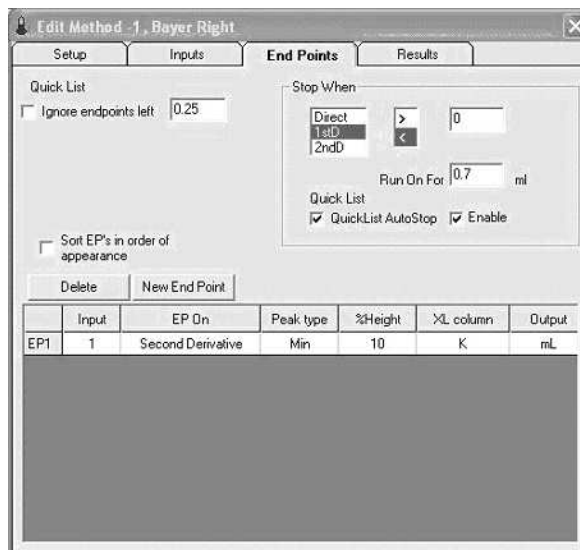 Edit Method -1, Bayer Right
Setup Inputs End Points Results
Quick List
Ignore endpoints left 0.25
Stop When
Direct
1stD
2ndD
>
<
0
Run On For 0.7 ml
Quick List
QuickList AutoStop Enable
Sort EP's in order of
appearance
Delete New End Point
Input EP On Peak type %Height XL column Output
EP1 1 Second Derivative Min 10 K mL